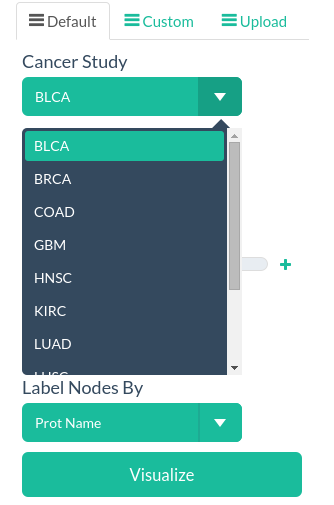 Default Custom Upload
Cancer Study
BLCA
BLCA
BRCA
COAD
GBM
HNSC
KIRC
LUAD
Label Nodes By
Prot Name
Visualize